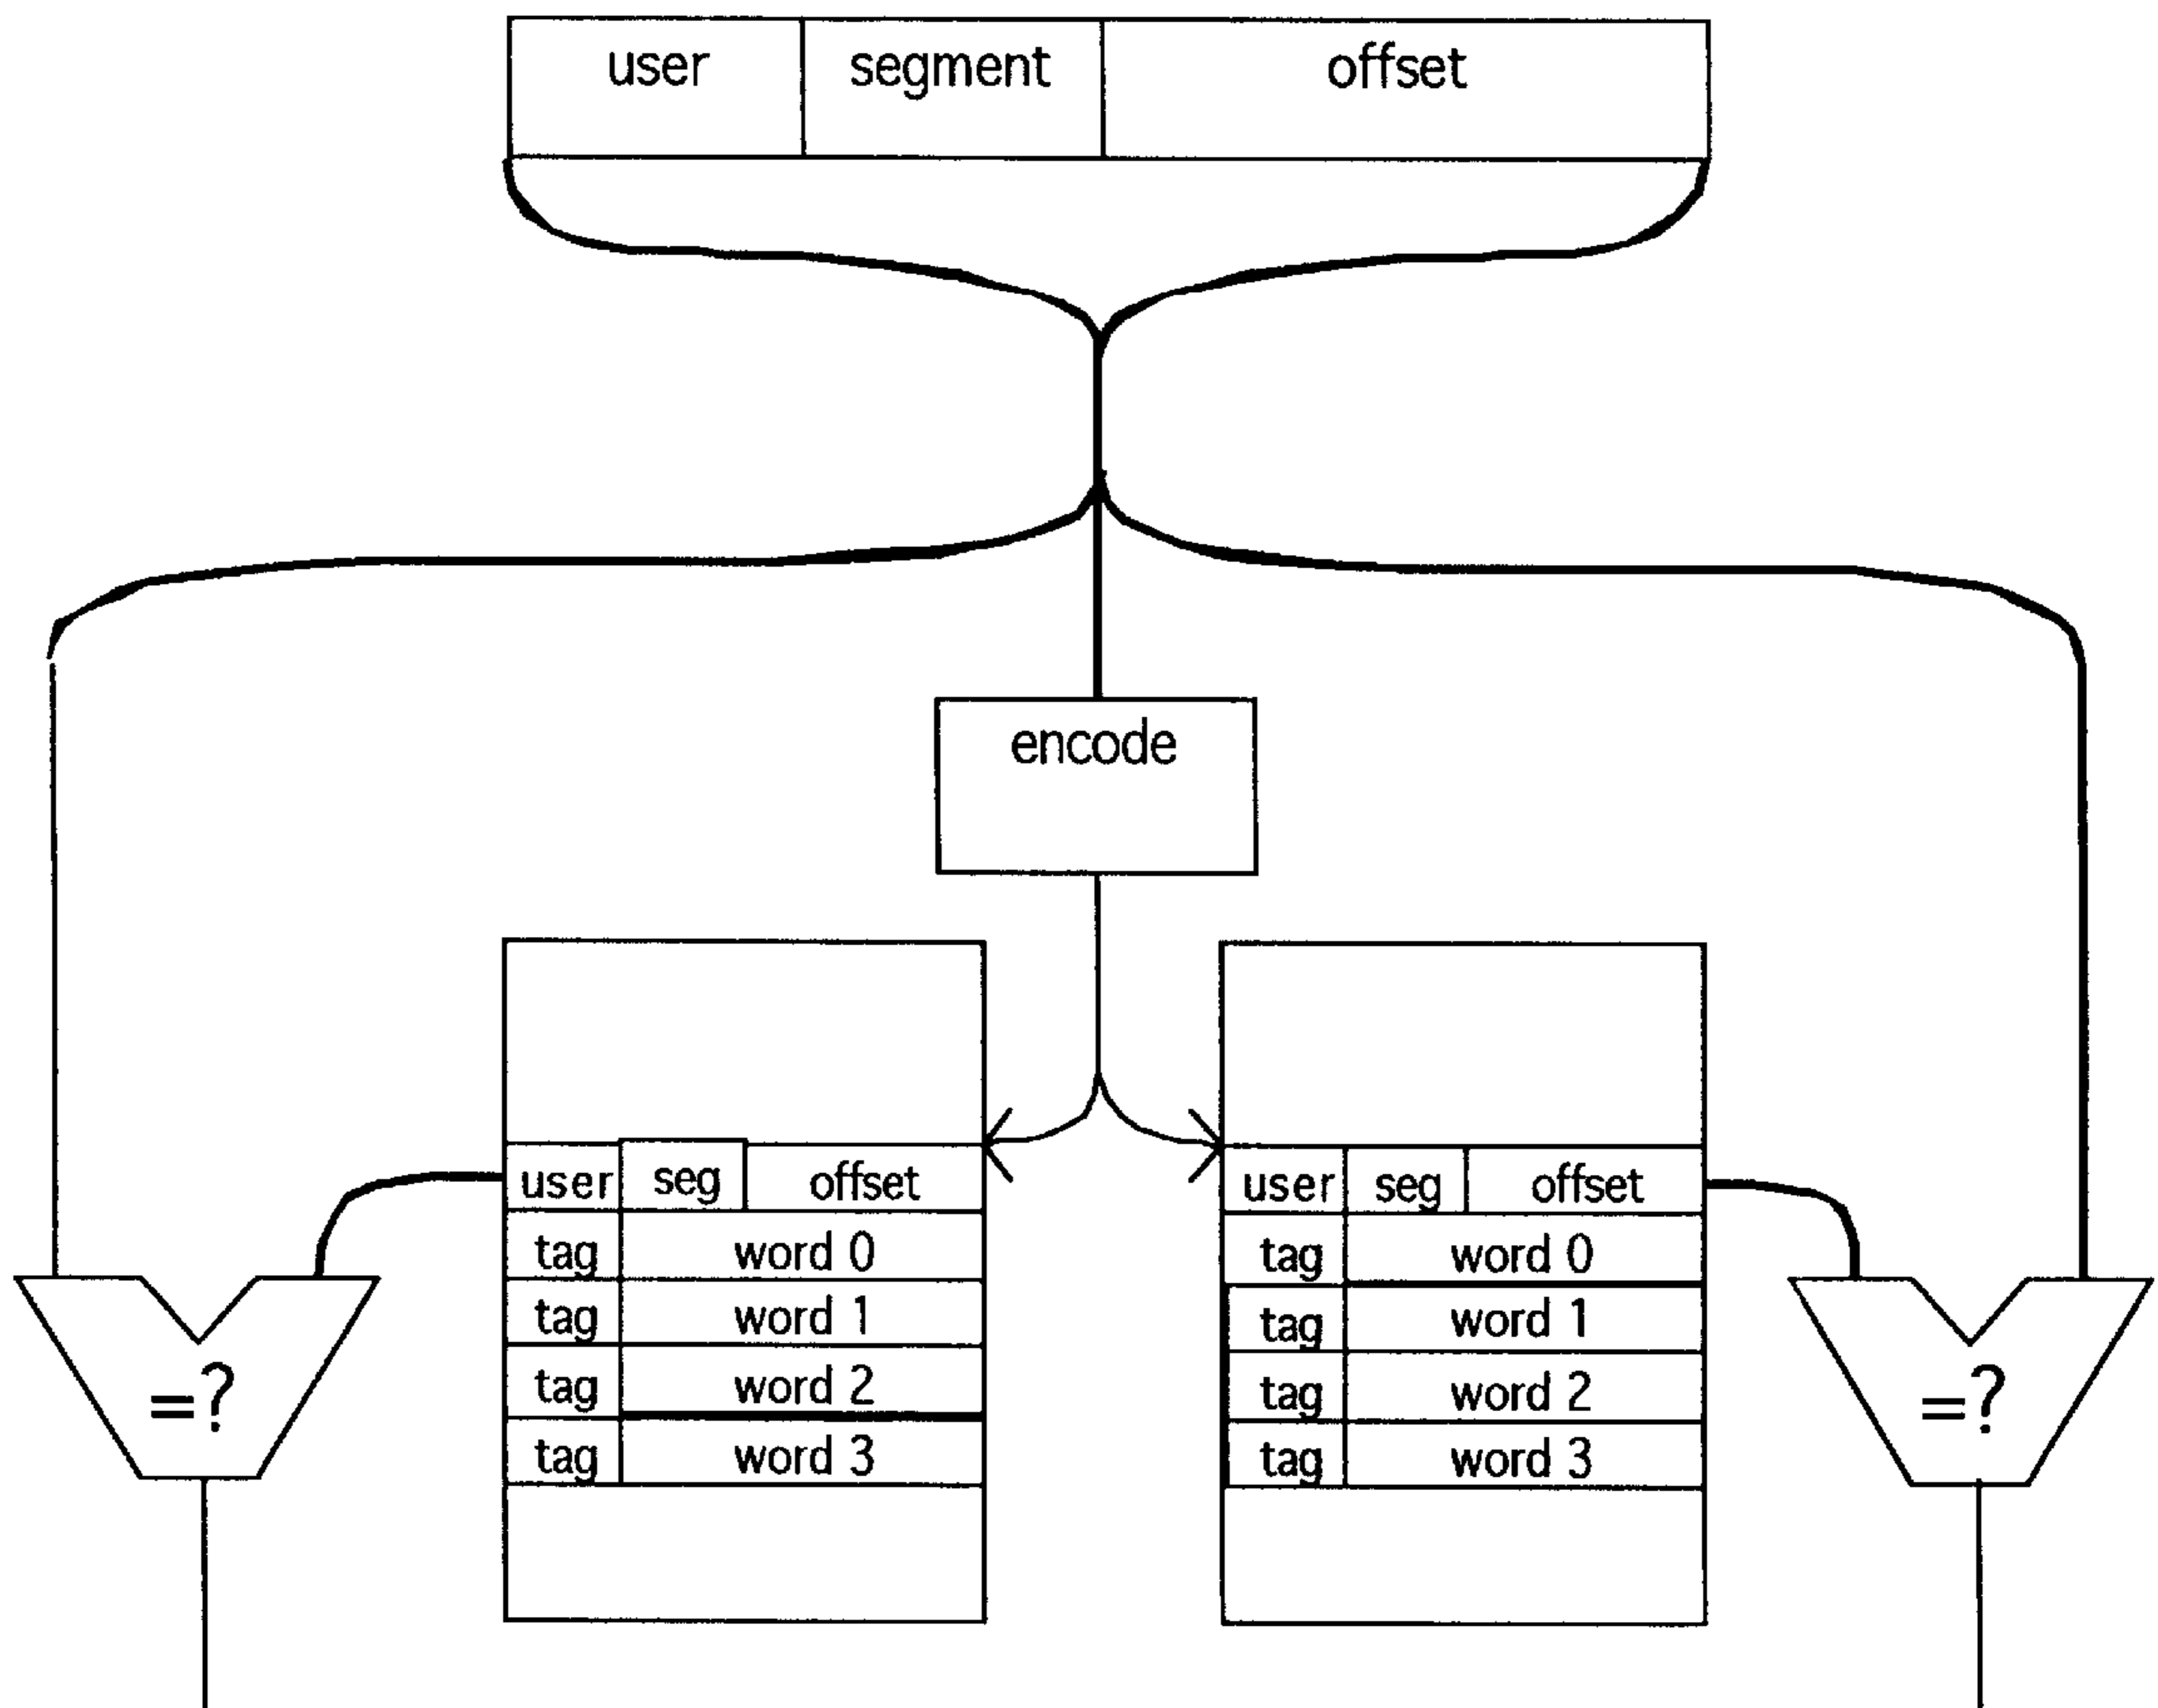 user segment offset
encode
user seg offset
tag word 0
tag word 1
tag word 2
tag word 3
user seg offset
tag word 0
tag word 1
tag word 2
tag word 3
=?
=?